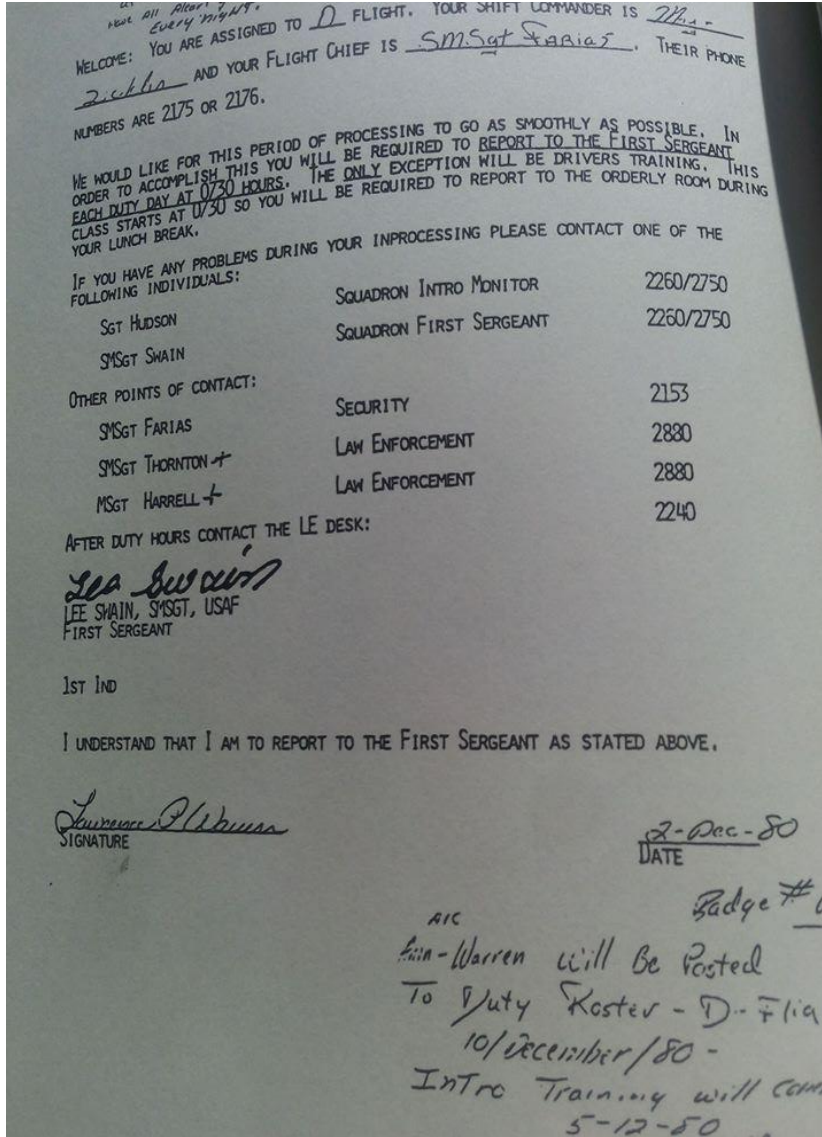 Have All
Every night.
WELCOME: YOU ARE ASSIGNED TO D FLIGHT. YOUR SHIFT COMMANDER IS
AND YOUR FLIGHT CHIEF IS SMSgt FARIAS. THEIR PHONE
NUMBERS ARE 2175 OR 2176.
WE WOULD LIKE FOR THIS PERIOD OF PROCESSING TO GO AS SMOOTHLY AS POSSIBLE. IN
ORDER TO ACCOMPLISH THIS YOU WILL BE REQUIRED TO REPORT TO THE FIRST SERGEANT
EACH DUTY DAY AT 0730 HOURS. THE ONLY EXCEPTION WILL BE DRIVERS TRAINING. THIS
CLASS STARTS AT 0730 SO YOU WILL BE REQUIRED TO REPORT TO THE ORDERLY ROOM DURING
YOUR LUNCH BREAK.
IF YOU HAVE ANY PROBLEMS DURING YOUR INPROCESSING PLEASE CONTACT ONE OF THE
FOLLOWING INDIVIDUALS:
SGT HUDSON SQUADRON INTRO MONITOR 2260/2750
SMSGT SWAIN SQUADRON FIRST SERGEANT 2260/2750
OTHER POINTS OF CONTACT:
SMSGT FARIAS SECURITY 2153
SMSGT THORNTON + LAW ENFORCEMENT 2880
MSGT HARRELL + LAW ENFORCEMENT 2880
AFTER DUTY HOURS CONTACT THE LE DESK: 2240
Lee Swain
LEE SWAIN, SMSGT, USAF
FIRST SERGEANT
1ST IND
I UNDERSTAND THAT I AM TO REPORT TO THE FIRST SERGEANT AS STATED ABOVE.
Lawrence P Warren 2-Dec-80
SIGNATURE DATE
Badge #
A1C
Warren will Be Posted
To Duty Roster - D-Flig
10/December/80 -
InTro Training will com
5-12-80